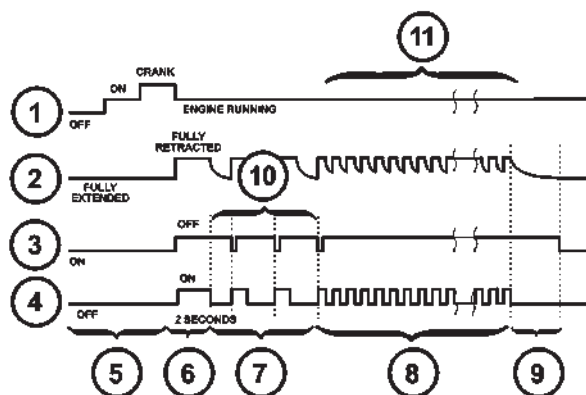 11
CRANK
ON
1
ENGINE RUNNING
OFF
FULLY
RETRACTED
2
10
FULLY
EXTENDED
OFF
3
ON
ON
4
OFF
2 SECONDS
5
6
7
8
9